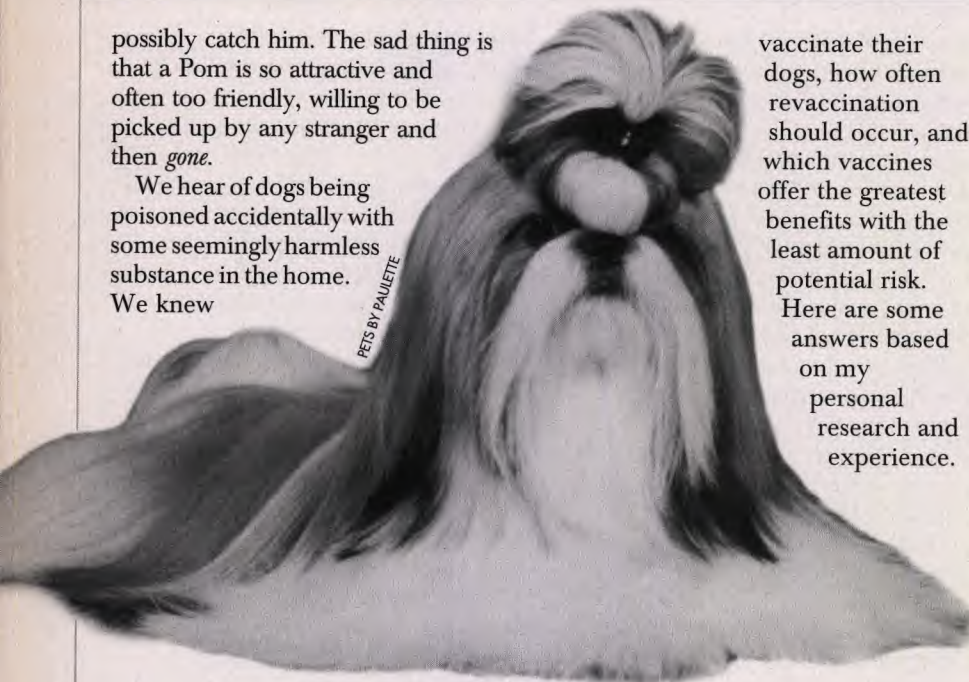 possibly catch him. The sad thing is
that a Pom is so attractive and
often too friendly, willing to be
picked up by any stranger and
then gone.
We hear of dogs being
poisoned accidentally with
some seemingly harmless
substance in the home.
We knew
PETS BY PAULETTE
vaccinate their
dogs, how often
revaccination
should occur, and
which vaccines
offer the greatest
benefits with the
least amount of
potential risk.
Here are some
answers based
on my
personal
research and
experience.